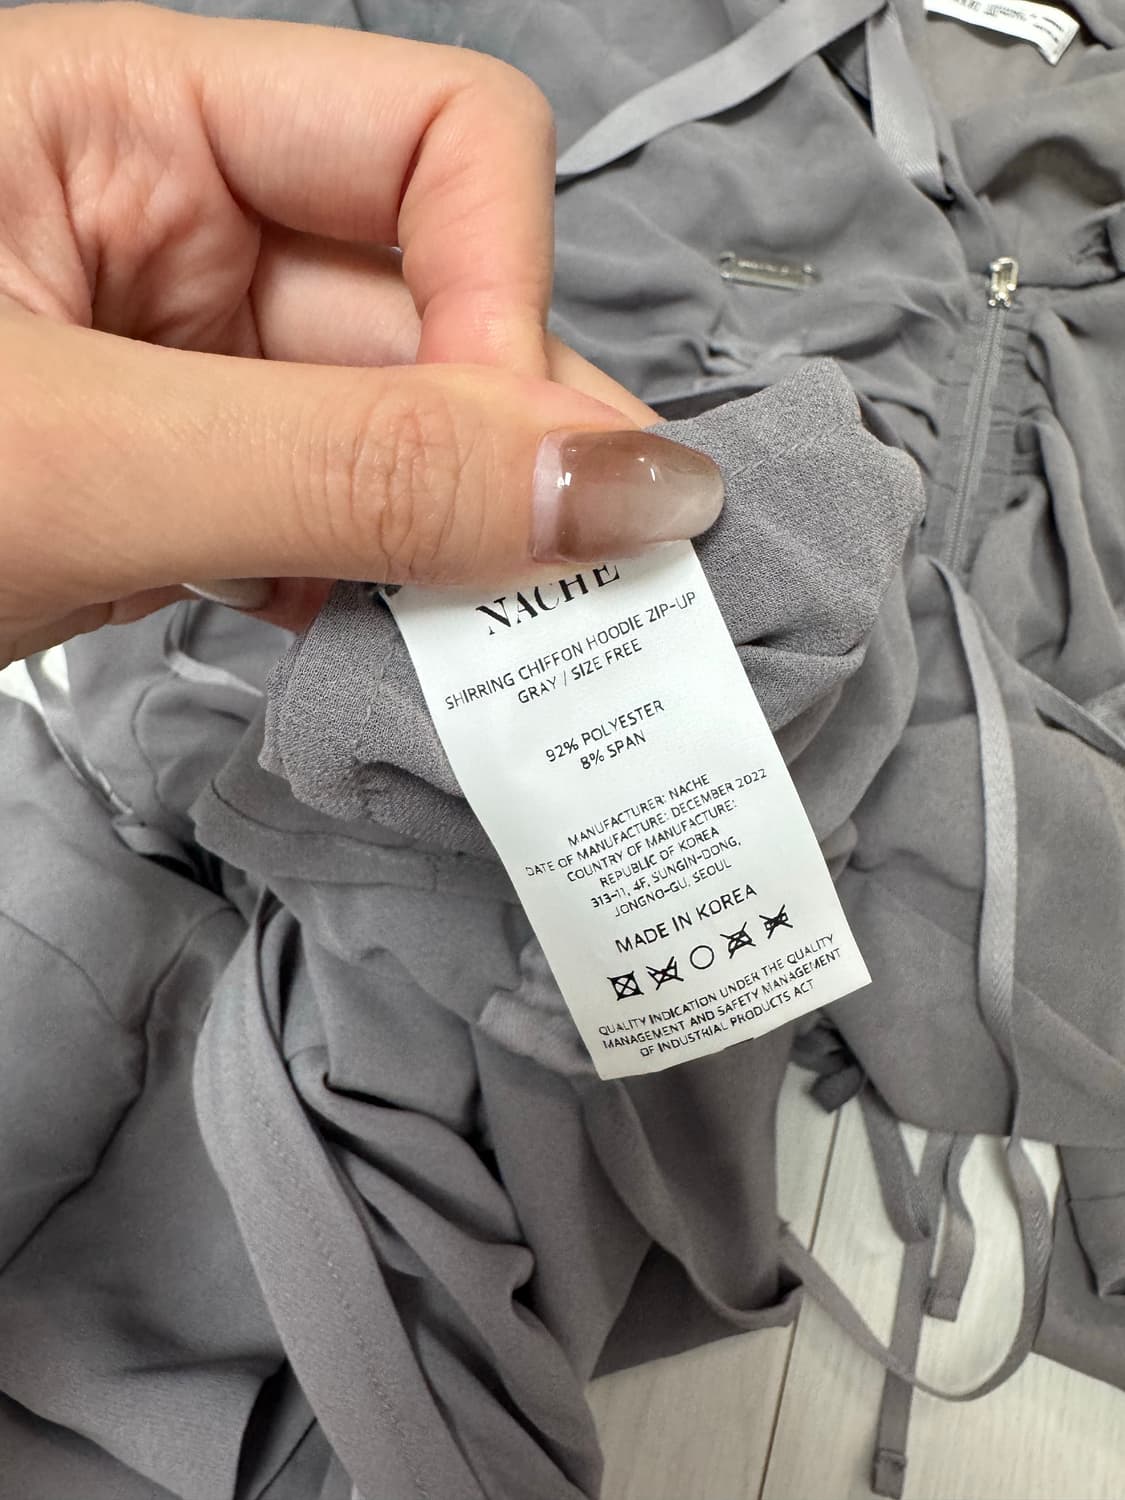 NACHE
SHIRRING CHIFFON HOODIE ZIP-UP
GRAY / SIZE FREE
92% POLYESTER
8% SPAN
MANUFACTURER: NACHE
DATE OF MANUFACTURE: DECEMBER 2022
COUNTRY OF MANUFACTURE:
REPUBLIC OF KOREA
313-11, 4F, SUNGIN-DONG,
JONGNO-GU, SEOUL
MADE IN KOREA
QUALITY INDICATION UNDER THE QUALITY
MANAGEMENT AND SAFETY MANAGEMENT
OF INDUSTRIAL PRODUCTS ACT